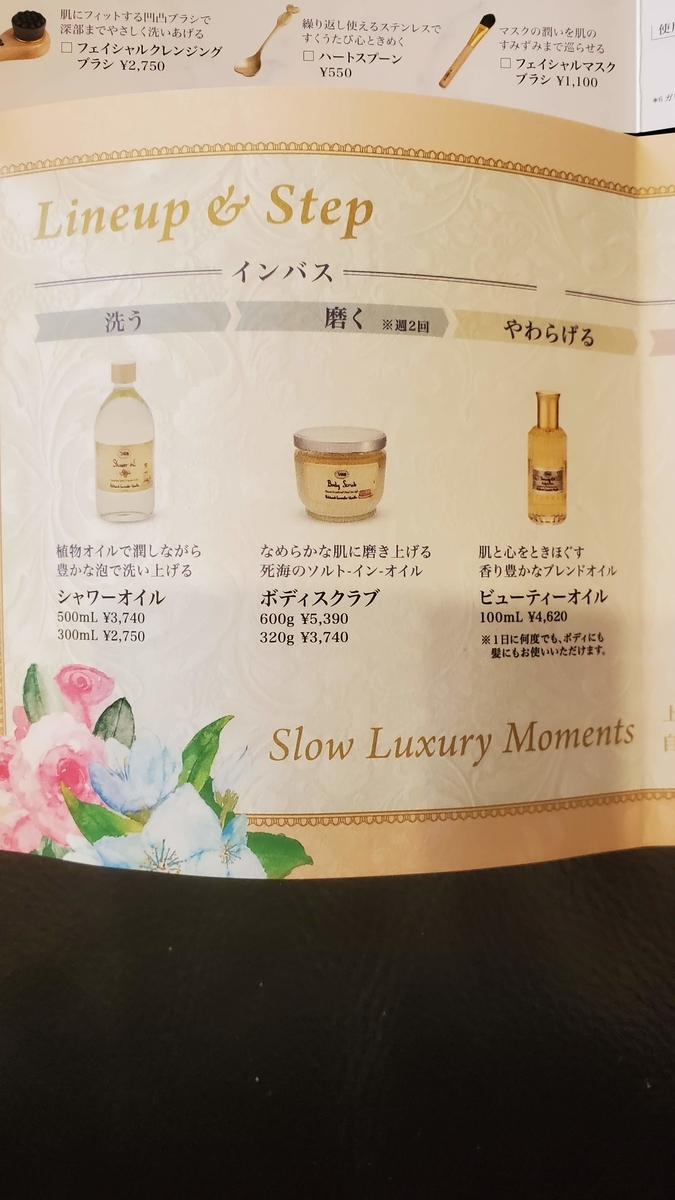 肌にフィットする凹凸ブラシで
深部までやさしく洗いあげる
□ フェイシャルクレンジング
ブラシ ¥2,750
繰り返し使えるステンレスで
すくうたび心ときめく
□ ハートスプーン
¥550
マスクの潤いを肌の
すみずみまで巡らせる
□ フェイシャルマスク
ブラシ ¥1,100
Lineup & Step
インバス
洗う
磨く ※週2回
やわらげる
Shower oil
Body Scrub
植物オイルで潤しながら
豊かな泡で洗い上げる
シャワーオイル
500mL ¥3,740
300mL ¥2,750
なめらかな肌に磨き上げる
死海のソルト-イン-オイル
ボディスクラブ
600g ¥5,390
320g ¥3,740
肌と心をときほぐす
香り豊かなブレンドオイル
ビューティーオイル
100mL ¥4,620
※1日に何度でも、ボディにも
髪にもお使いいただけます。
Slow Luxury Moments